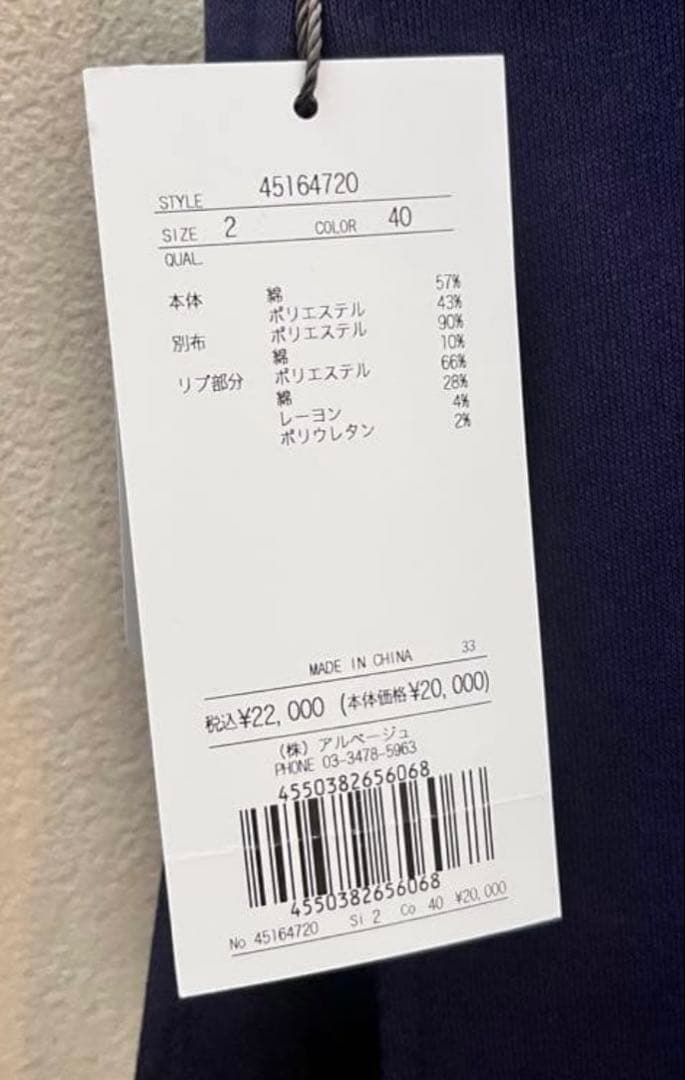 STYLE 45164720
SIZE 2 COLOR 40
QUAL.
本体 綿 57%
ポリエステル 43%
別布 ポリエステル 90%
綿 10%
リブ部分 ポリエステル 66%
綿 28%
レーヨン 4%
ポリウレタン 2%
MADE IN CHINA 33
税込¥22,000 (本体価格¥20,000)
(株) アルページュ
PHONE 03-3478-5963
4550382656068
4550382656068
No 45164720 Si 2 Co 40 ¥20,000